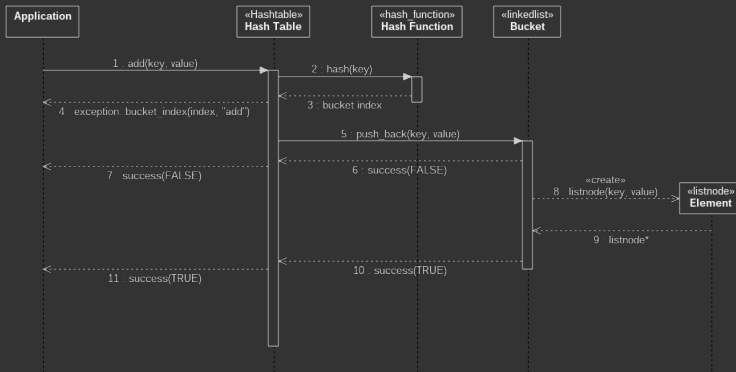 Application
«Hashtable»
Hash Table
«hash_function»
Hash Function
«linkedlist»
Bucket
1 : add(key, value)
2 : hash(key)
3 : bucket index
4 exception: bucket_index(index, "add")
5 : push_back(key, value)
6 : success(FALSE)
7 success(FALSE)
«create»
8 listnode(key, value)
«listnode»
Element
9 listnode*
10 : success(TRUE)
11 : success(TRUE)